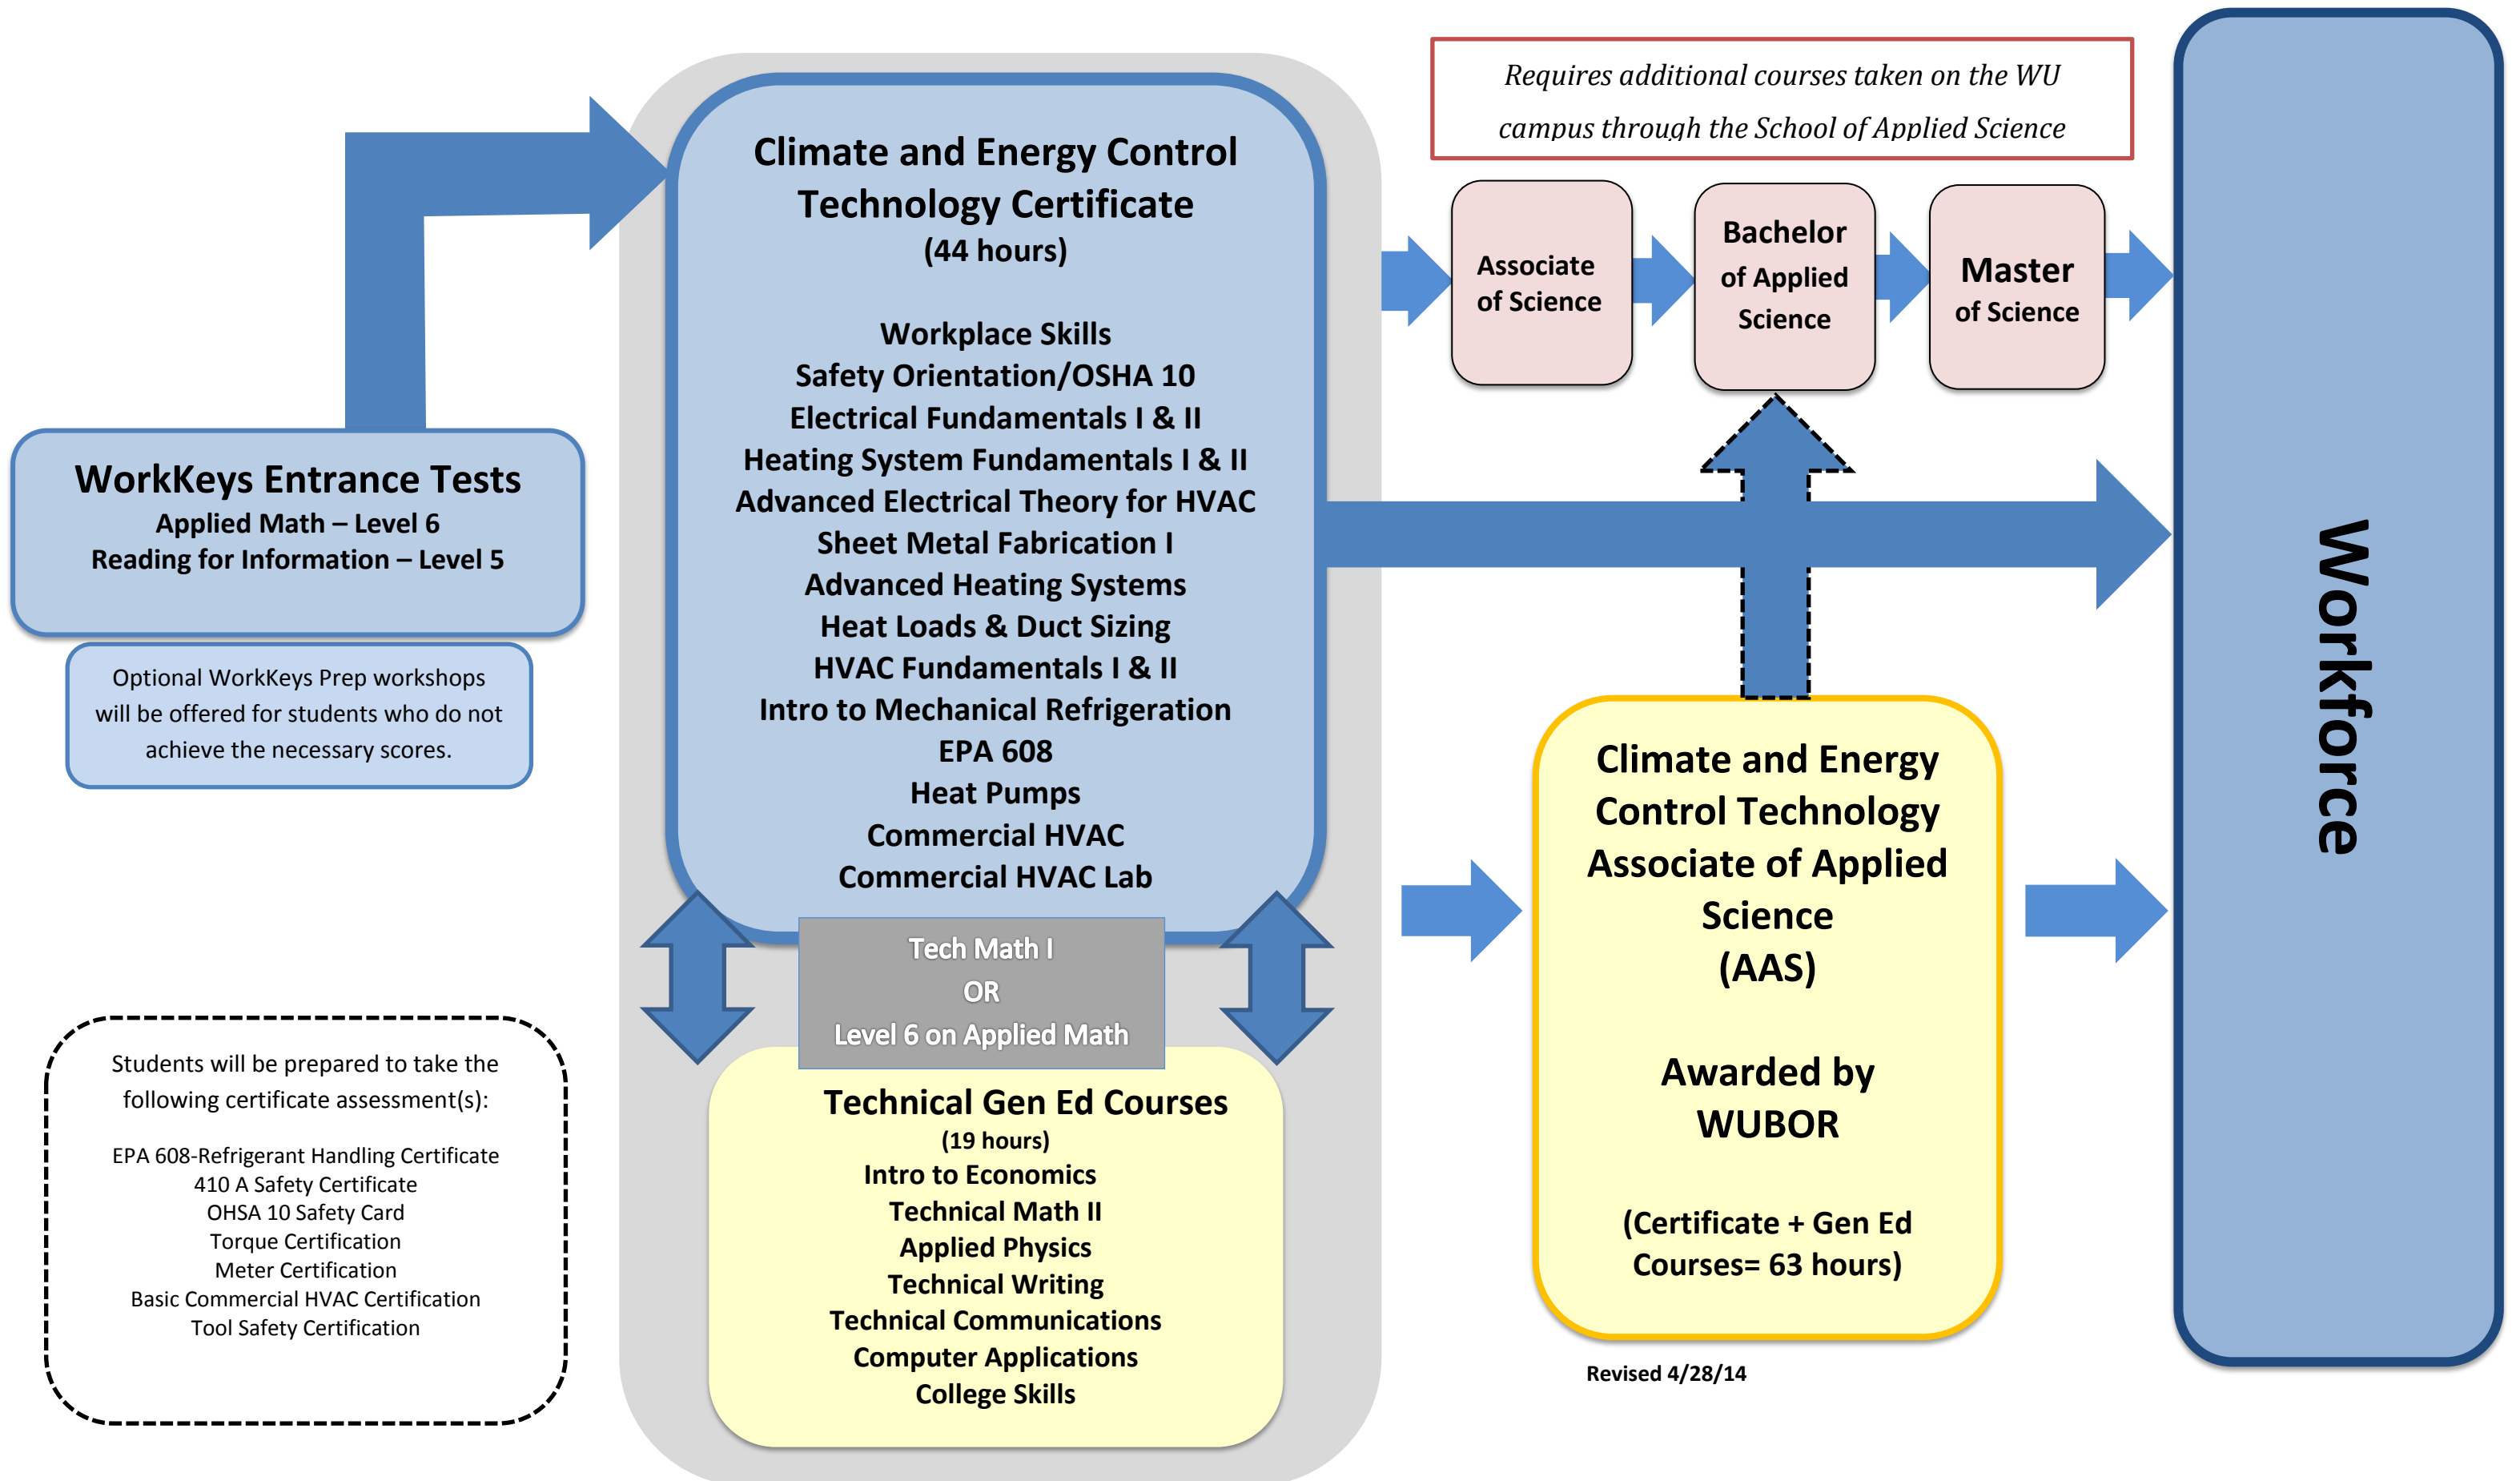 WorkKeys Entrance Tests
Applied Math – Level 6
Reading for Information – Level 5
Optional WorkKeys Prep workshops
will be offered for students who do not
achieve the necessary scores.
Students will be prepared to take the
following certificate assessment(s):
EPA 608-Refrigerant Handling Certificate
410 A Safety Certificate
OHSA 10 Safety Card
Torque Certification
Meter Certification
Basic Commercial HVAC Certification
Tool Safety Certification
Climate and Energy Control
Technology Certificate
(44 hours)
Workplace Skills
Safety Orientation/OSHA 10
Electrical Fundamentals I & II
Heating System Fundamentals I & II
Advanced Electrical Theory for HVAC
Sheet Metal Fabrication I
Advanced Heating Systems
Heat Loads & Duct Sizing
HVAC Fundamentals I & II
Intro to Mechanical Refrigeration
EPA 608
Heat Pumps
Commercial HVAC
Commercial HVAC Lab
Tech Math I
OR
Level 6 on Applied Math
Technical Gen Ed Courses
(19 hours)
Intro to Economics
Technical Math II
Applied Physics
Technical Writing
Technical Communications
Computer Applications
College Skills
Requires additional courses taken on the WU
campus through the School of Applied Science
Associate
of Science
Bachelor
of Applied
Science
Master
of Science
Climate and Energy
Control Technology
Associate of Applied
Science
(AAS)
Awarded by
WUBOR
(Certificate + Gen Ed
Courses= 63 hours)
Revised 4/28/14
Workforce